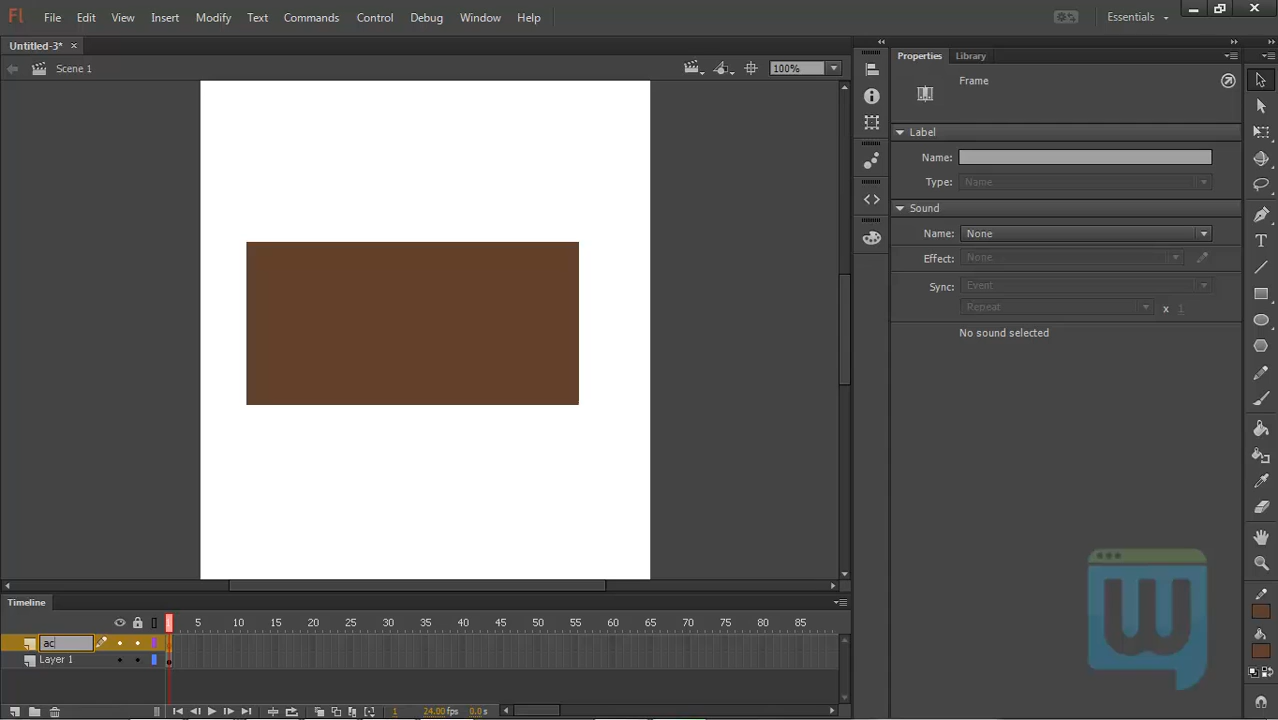 Fl File Edit View Insert Modify Text Commands Control Debug Window Help Essentials
Untitled-3*
Scene 1 100%
Properties Library
Frame
Label
Name:
Type: Name
Sound
Name: None
Effect: None
Sync: Event
Repeat x 1
No sound selected
Timeline
1 5 10 15 20 25 30 35 40 45 50 55 60 65 70 75 80 85
ac
Layer 1
1 24.00 fps 0.0 s
W